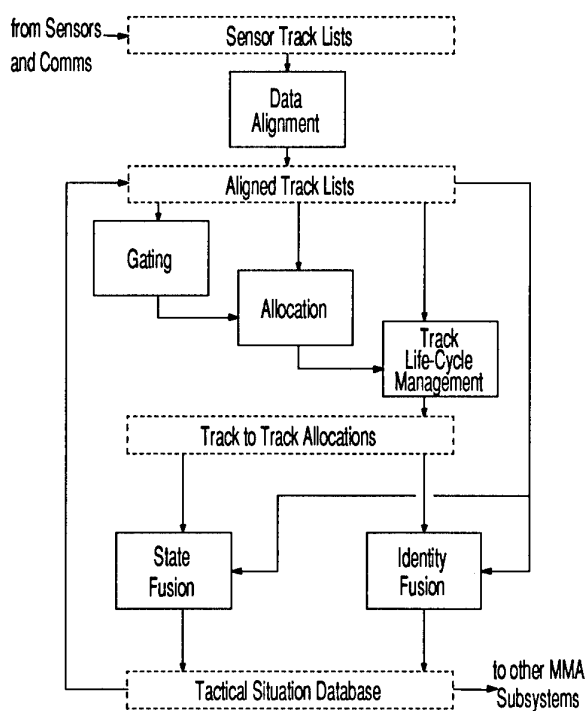 from Sensors
and Comms
Sensor Track Lists
Data
Alignment
Aligned Track Lists
Gating
Allocation
Track
Life-Cycle
Management
Track to Track Allocations
State
Fusion
Identity
Fusion
Tactical Situation Database
to other MMA
Subsystems